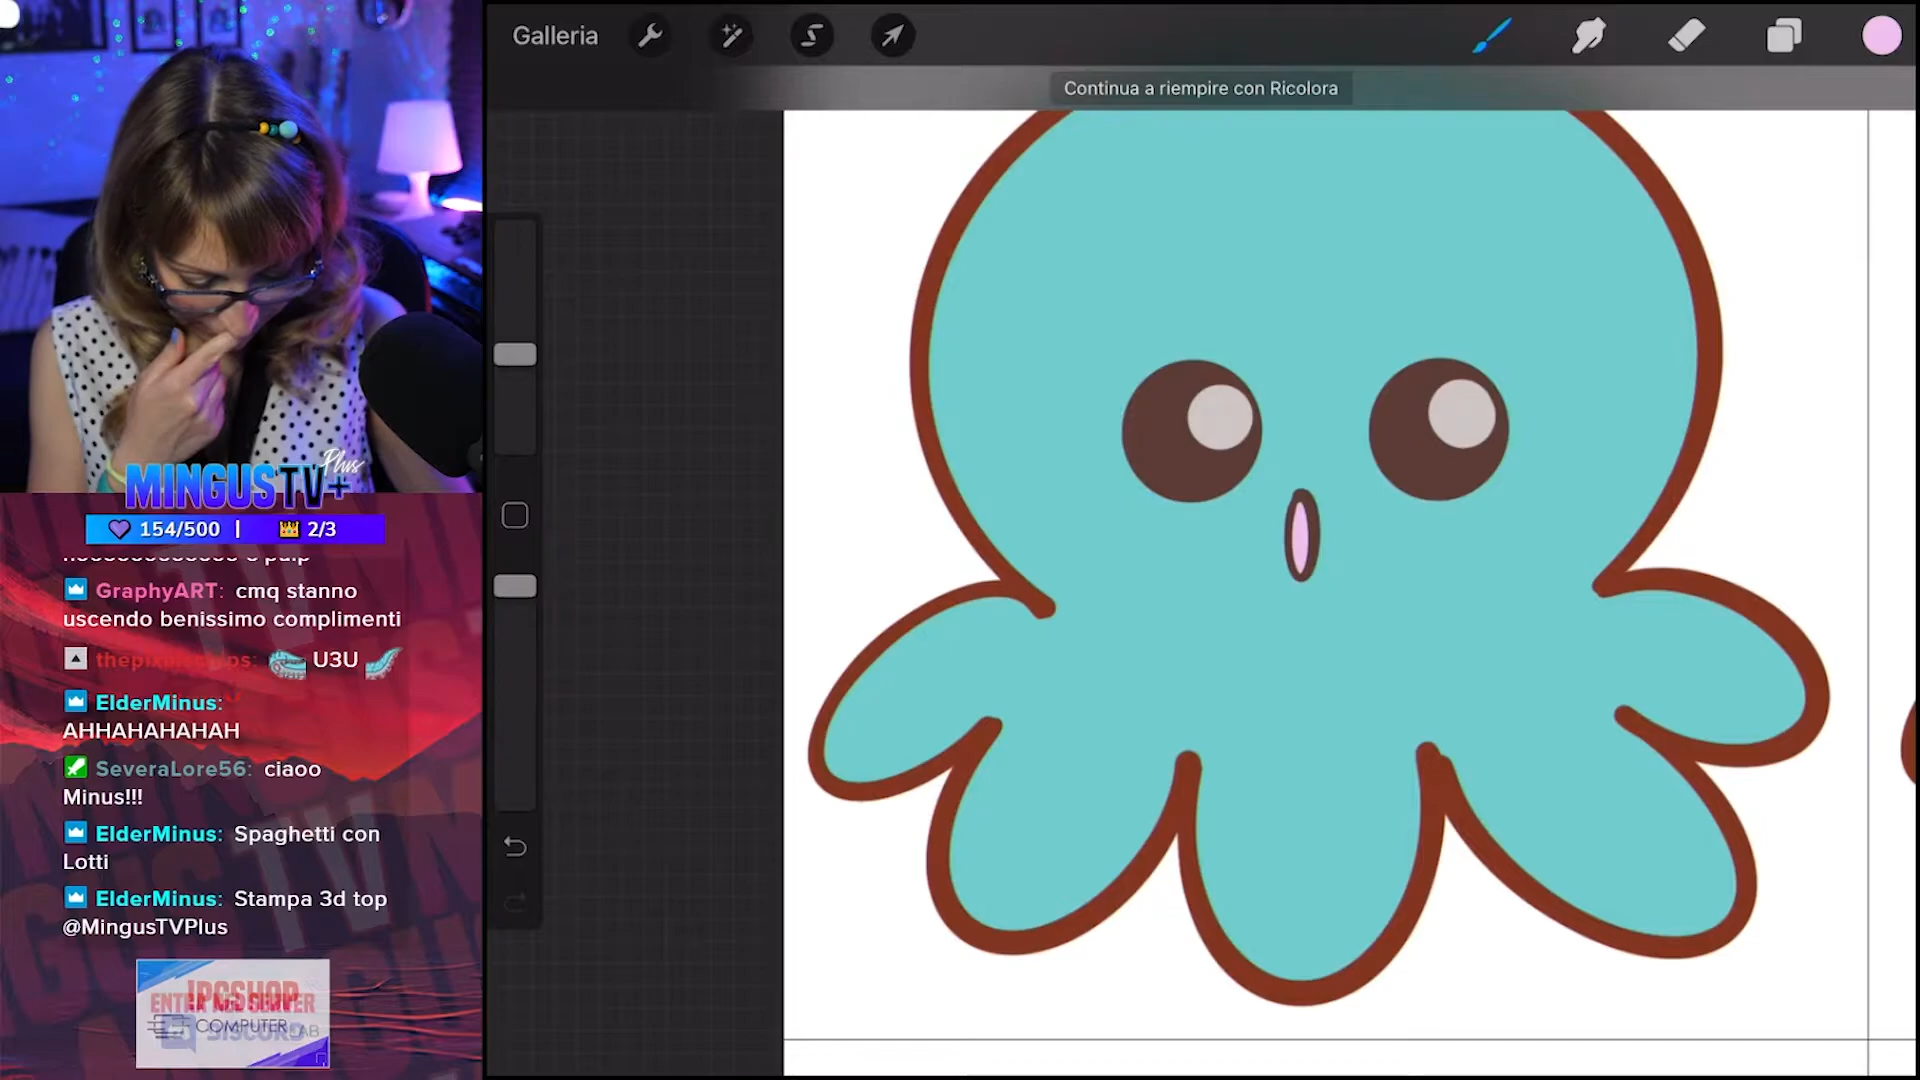 Galleria
Continua a riempire con Ricolora
MINGUSTV+
Plus
154/500 | 2/3
GraphyART: cmq stanno
uscendo benissimo complimenti
U3U
ElderMinus:
AHHAHAHAHAH
SeveraLore56: ciaoo
Minus!!!
ElderMinus: Spaghetti con
Lotti
ElderMinus: Stampa 3d top
@MingusTVPlus
COMPUTER